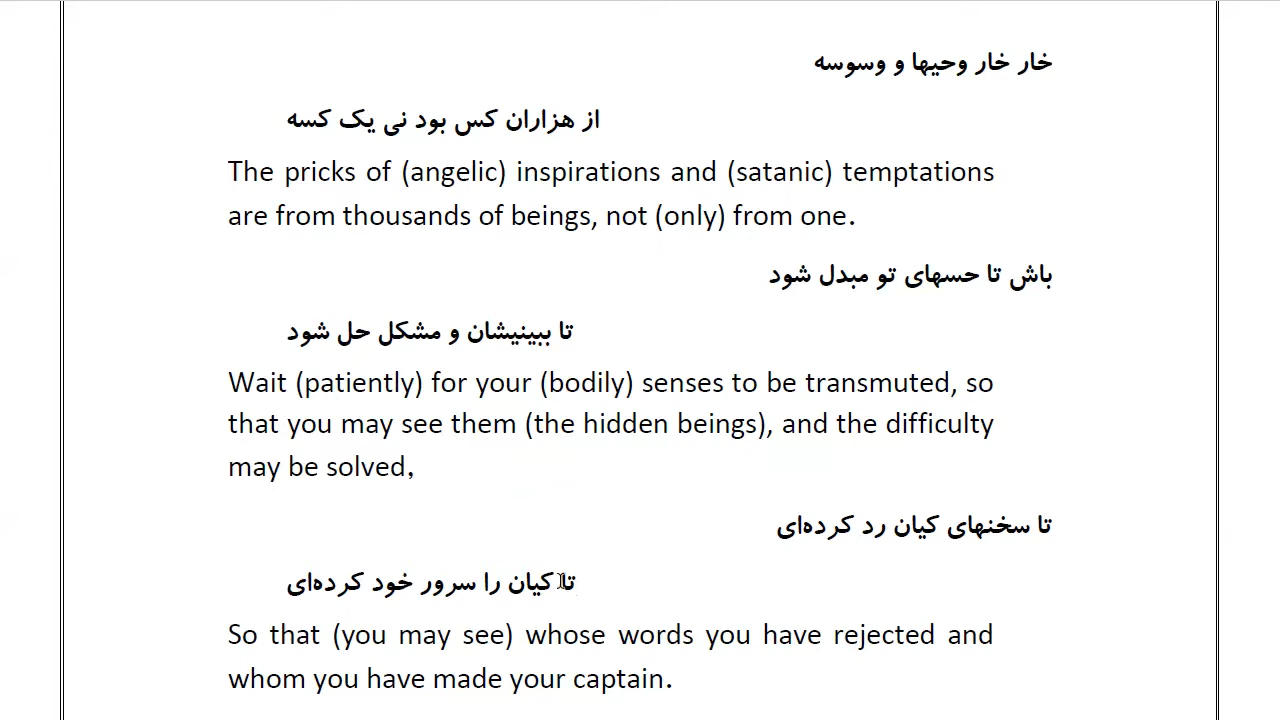 خار خار وحیها و وسوسه
از هزاران کس بود نی یک کسه
The pricks of (angelic) inspirations and (satanic) temptations
are from thousands of beings, not (only) from one.
باش تا حسهای تو مبدل شود
تا ببینیشان و مشکل حل شود
Wait (patiently) for your (bodily) senses to be transmuted, so
that you may see them (the hidden beings), and the difficulty
may be solved,
تا سخنهای کیان رد کرده‌ای
تا کیان را سرور خود کرده‌ای
So that (you may see) whose words you have rejected and
whom you have made your captain.